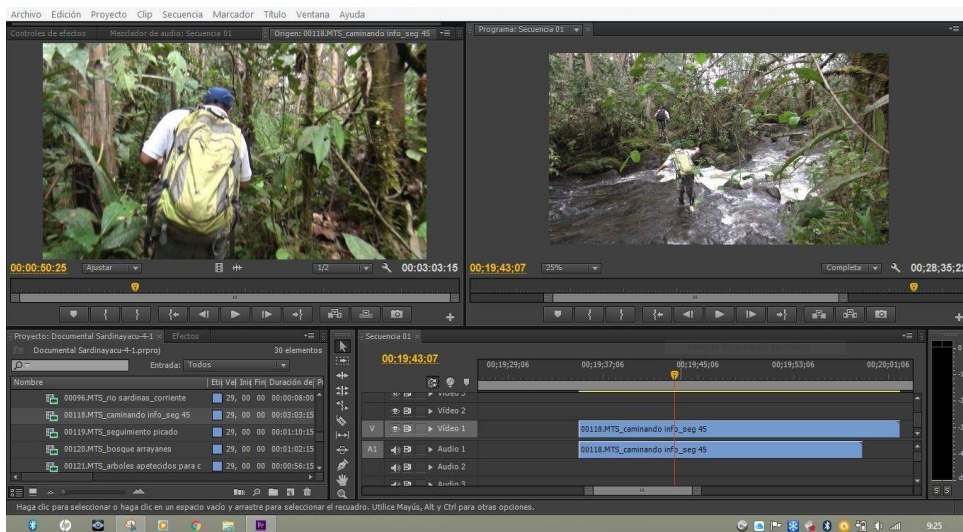 Archivo Edición Proyecto Clip Secuencia Marcador Título Ventana Ayuda
Controles de efectos Mezclador de audio: Secuencia 01 Origen: 00118.MTS_caminando info_seg 45
Programa: Secuencia 01
00:00:50:25 Ajustar 1/2 00:03:03:15
00;19;43;07 25% Completa 00;28;35;22
Proyecto: Documental Sardinayacu-4-1 Efectos
Documental Sardinayacu-4-1.prproj 30 elementos
Entrada: Todos
Nombre
00096.MTS_rio sardinas_corriente 29, 00 00 00:00:08:00
00118.MTS_caminando info_seg 45 29, 00 00 00:03:03:15
00119.MTS_seguimiento picado 29, 00 00 00:01:10:15
00120.MTS_bosque arrayanes 29, 00 00 00:01:02:15
00121.MTS_arboles apetecidos para c 29, 00 00 00:00:56:15
Secuencia 01
00;19;43;07
00;19;29;06 00;19;37;06 00;19;45;06 00;19;53;06 00;20;01;06
Vídeo 3
Vídeo 2
V Vídeo 1 00118.MTS_caminando info_seg 45
A1 Audio 1 00118.MTS_caminando info_seg 45
Audio 2
Audio 3
S S
Haga clic para seleccionar o haga clic en un espacio vacío y arrastre para seleccionar el recuadro. Utilice Mayús, Alt y Ctrl para otras opciones.
hp Pr 9:25